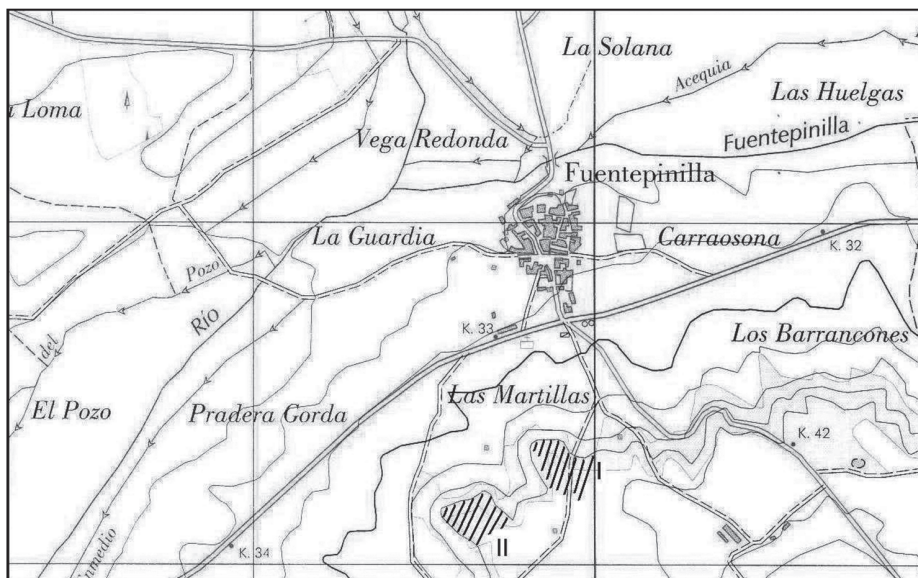 La Solana
Acequia
Las Huelgas
Loma
Vega Redonda
Fuentepinilla
Fuentepinilla
La Guardia
Carraosona
K. 32
Pozo
Río
K. 33
Los Barrancones
del
El Pozo
Pradera Gorda
Las Martillas
K. 42
I
II
K. 34